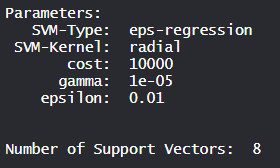 Parameters:
SVM-Type: eps-regression
SVM-Kernel: radial
cost: 10000
gamma: 1e-05
epsilon: 0.01
Number of Support Vectors: 8